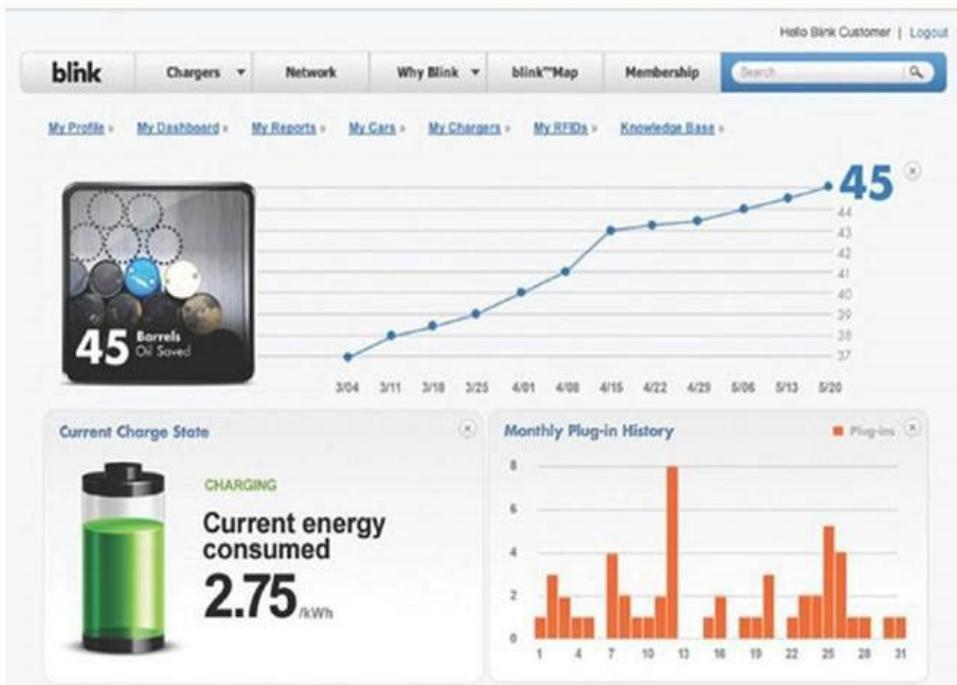 Hello Blink Customer | Logout
blink Chargers Network Why Blink blink™Map Membership Search
My Profile » My Dashboard » My Reports » My Cars » My Chargers » My RFIDs » Knowledge Base »
45
44
43
42
41
40
39
38
37
45 Barrels
Oil Saved
3/04 3/11 3/18 3/25 4/01 4/08 4/15 4/22 4/29 5/06 5/13 5/20
Current Charge State
CHARGING
Current energy
consumed
2.75 /kWh
Monthly Plug-in History
Plug-ins
8
6
4
2
0
1 4 7 10 13 16 19 22 25 28 31